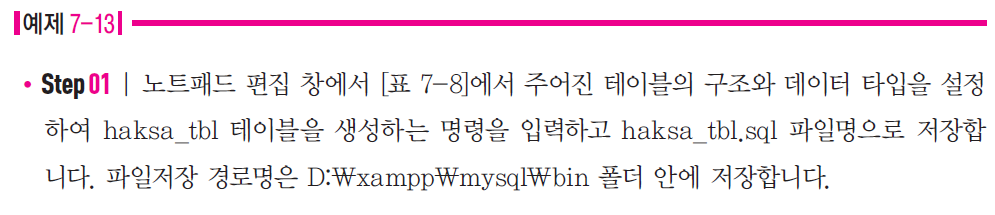 예제 7-13
• Step 01 | 노트패드 편집 창에서 [표 7-8]에서 주어진 테이블의 구조와 데이터 타입을 설정
하여 haksa_tbl 테이블을 생성하는 명령을 입력하고 haksa_tbl.sql 파일명으로 저장합
니다. 파일저장 경로명은 D:₩xampp₩mysql₩bin 폴더 안에 저장합니다.